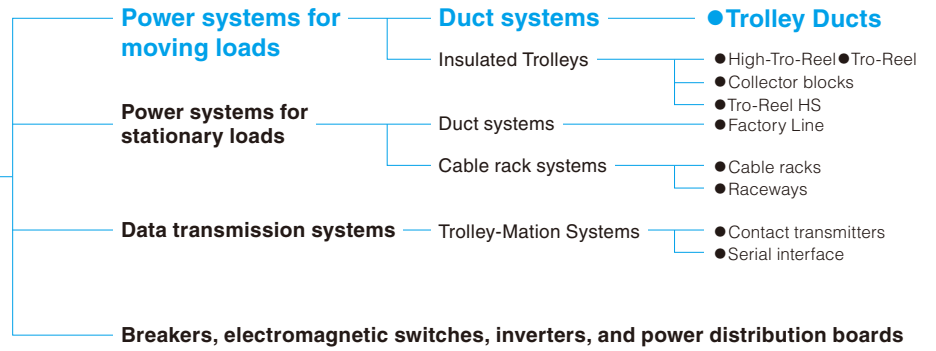 Power systems for moving loads
Duct systems
●Trolley Ducts
Insulated Trolleys
●High-Tro-Reel●Tro-Reel
●Collector blocks
●Tro-Reel HS
Power systems for stationary loads
Duct systems
●Factory Line
Cable rack systems
●Cable racks
●Raceways
Data transmission systems
Trolley-Mation Systems
●Contact transmitters
●Serial interface
Breakers, electromagnetic switches, inverters, and power distribution boards